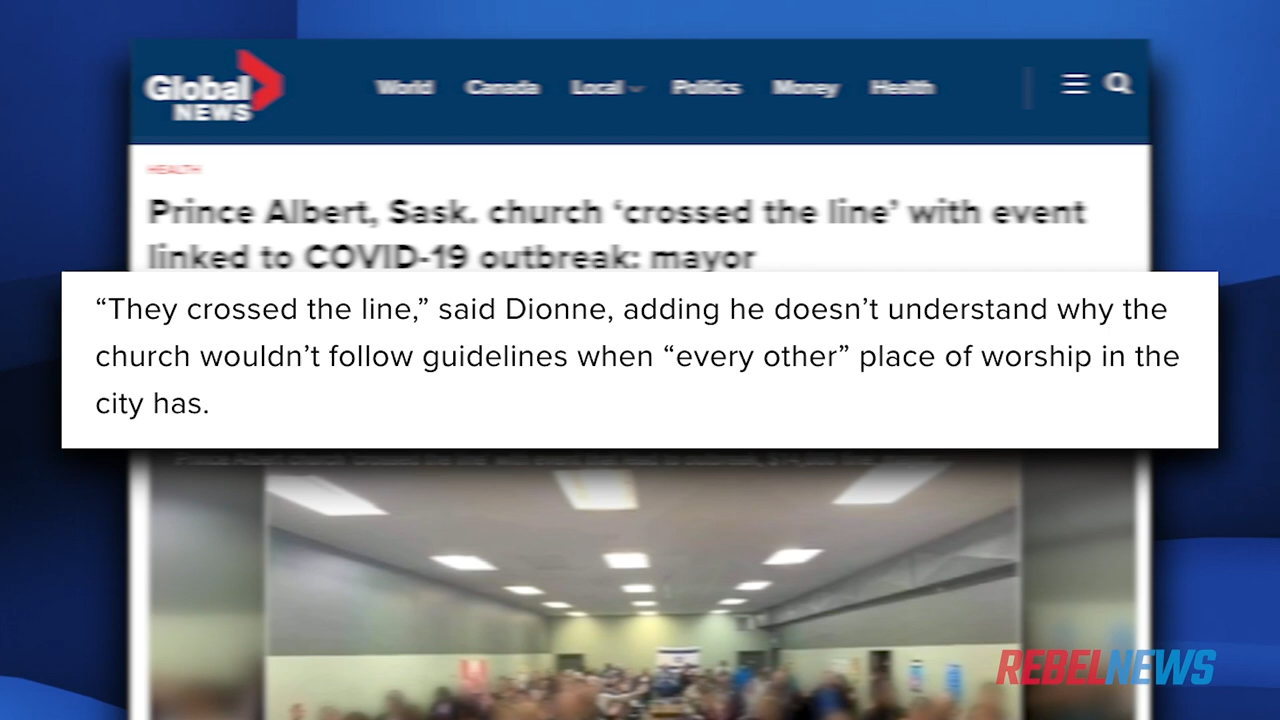 Global
NEWS
World Canada Local Politics Money Health
HEALTH
Prince Albert, Sask. church ‘crossed the line’ with event
linked to COVID-19 outbreak: mayor
“They crossed the line,” said Dionne, adding he doesn’t understand why the
church wouldn’t follow guidelines when “every other” place of worship in the
city has.
REBELNEWS